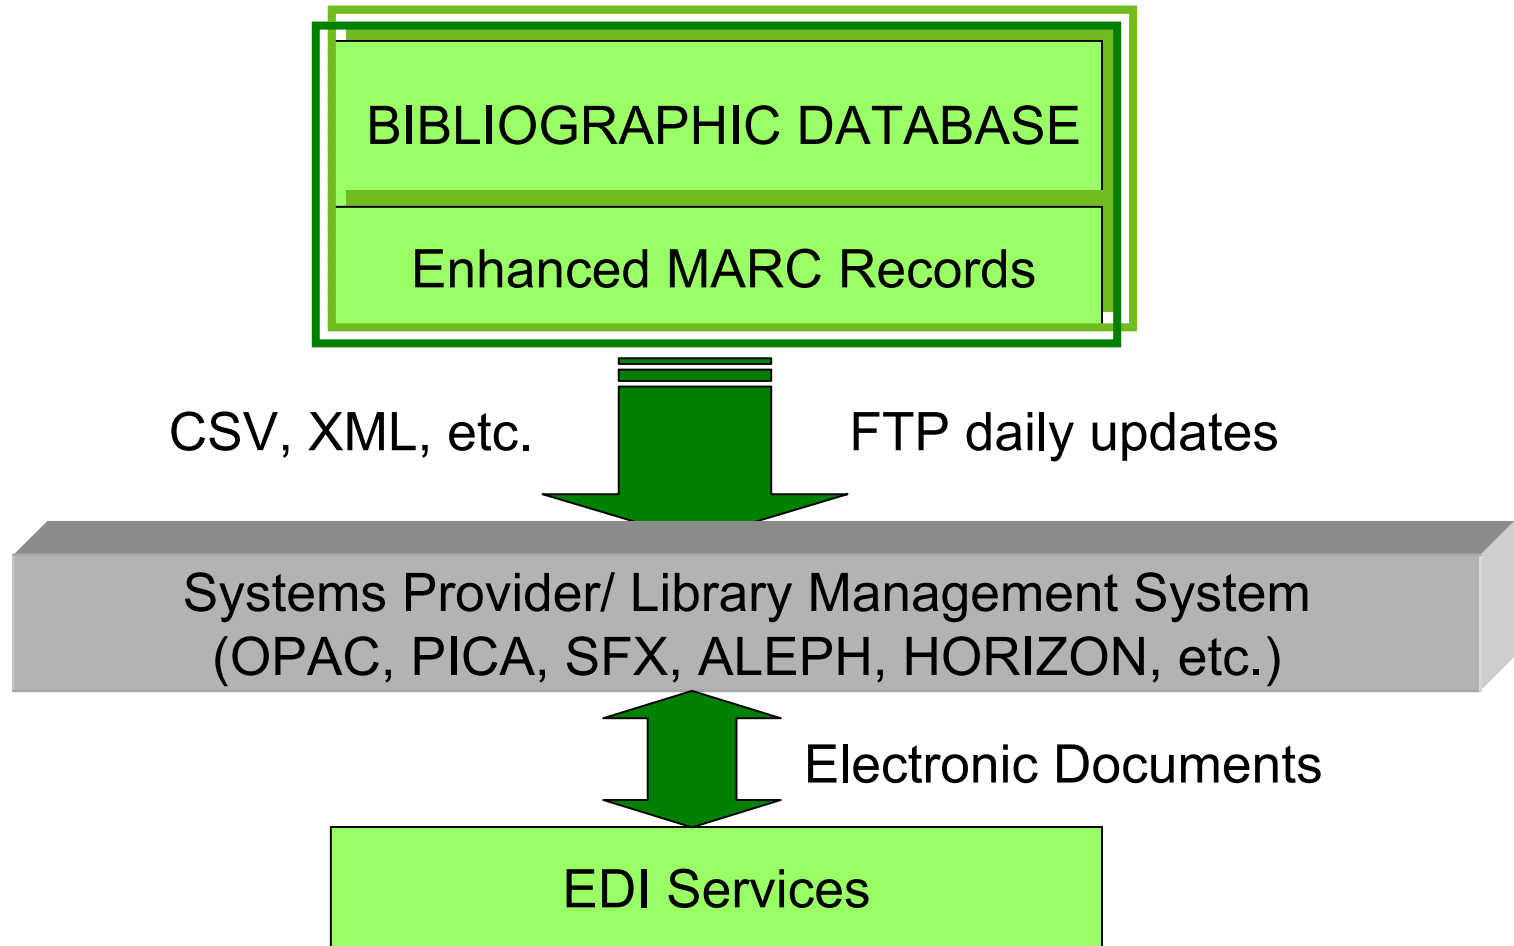 BIBLIOGRAPHIC DATABASE
Enhanced MARC Records
CSV, XML, etc.
FTP daily updates
Systems Provider/ Library Management System
(OPAC, PICA, SFX, ALEPH, HORIZON, etc.)
Electronic Documents
EDI Services